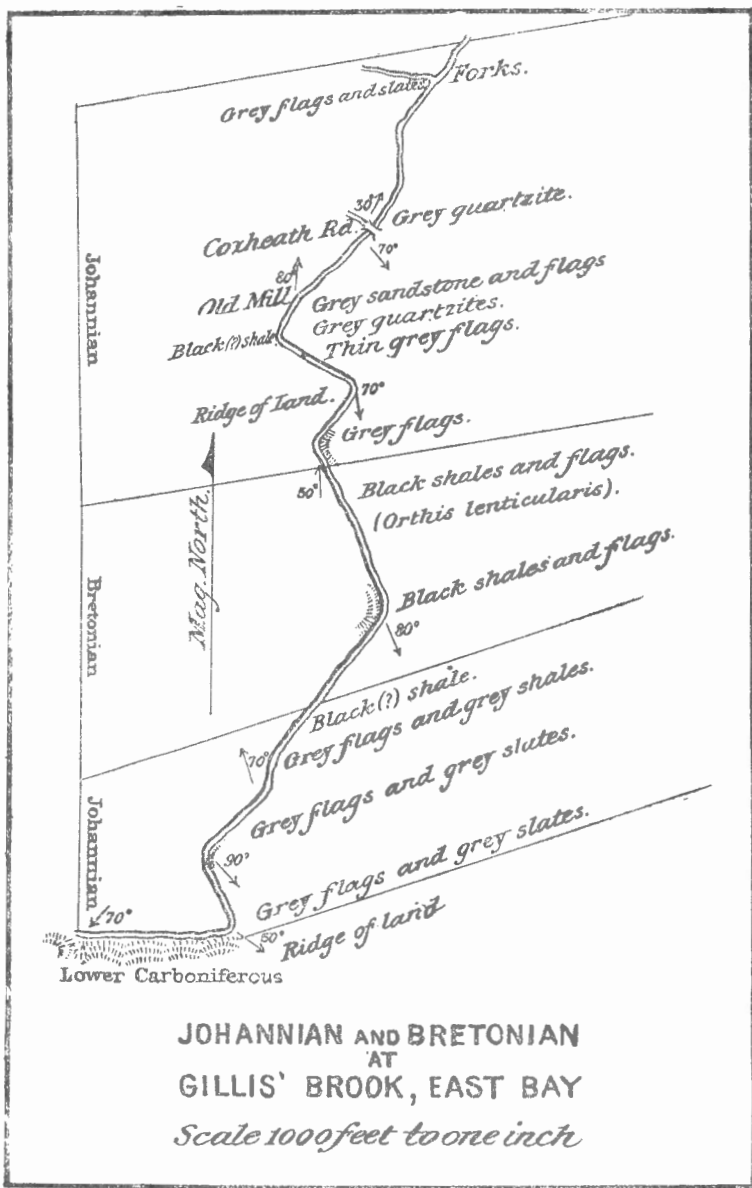 Forks.
Grey flags and slates
30°
Grey quartzite.
Coxheath Rd.
70°
80°
Old Mill
Grey sandstone and flags
Grey quartzites.
Thin grey flags.
Black (?) shale
Johannian
70°
Ridge of Land.
Grey flags.
50°
Black shales and flags.
(Orthis lenticularis).
Mag North.
Bretonian
Black shales and flags.
80°
Black (?) shale.
Grey flags and grey shales.
70°
Grey flags and grey slutes.
Johannian
90°
Grey flags and grey slates.
70°
50°
Ridge of land
Lower Carboniferous
JOHANNIAN AND BRETONIAN
AT
GILLIS' BROOK, EAST BAY
Scale 1000 feet to one inch